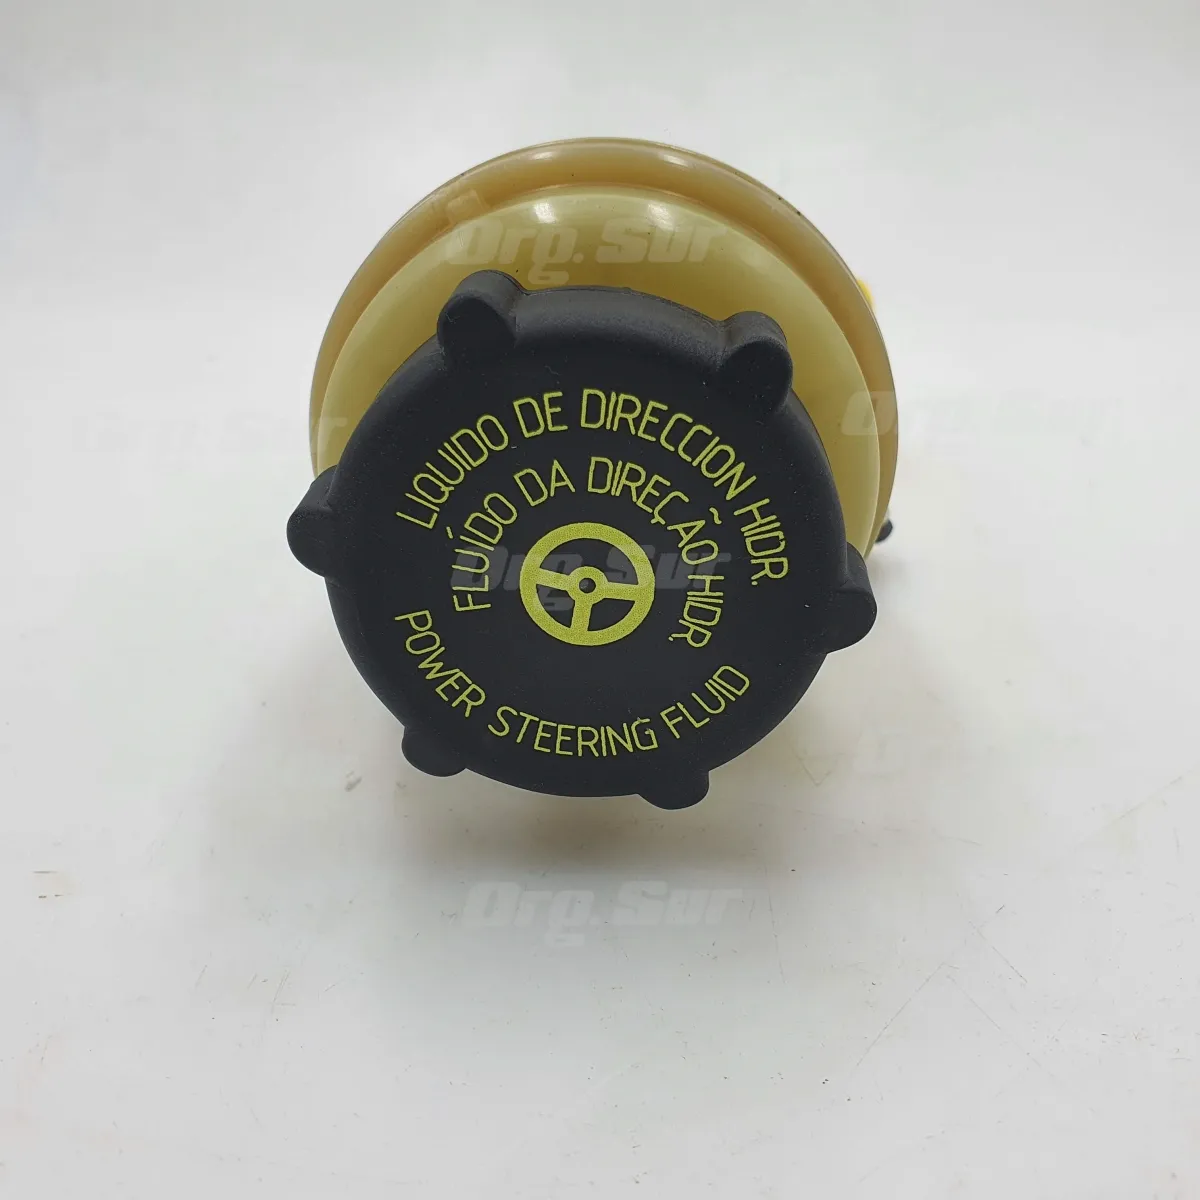 LIQUIDO DE DIRECCION HIDR.
FLUÍDO DA DIREÇÃO HIDR.
POWER STEERING FLUID
Org. Sur
Org. Sur
Org. Sur
Org. Sur